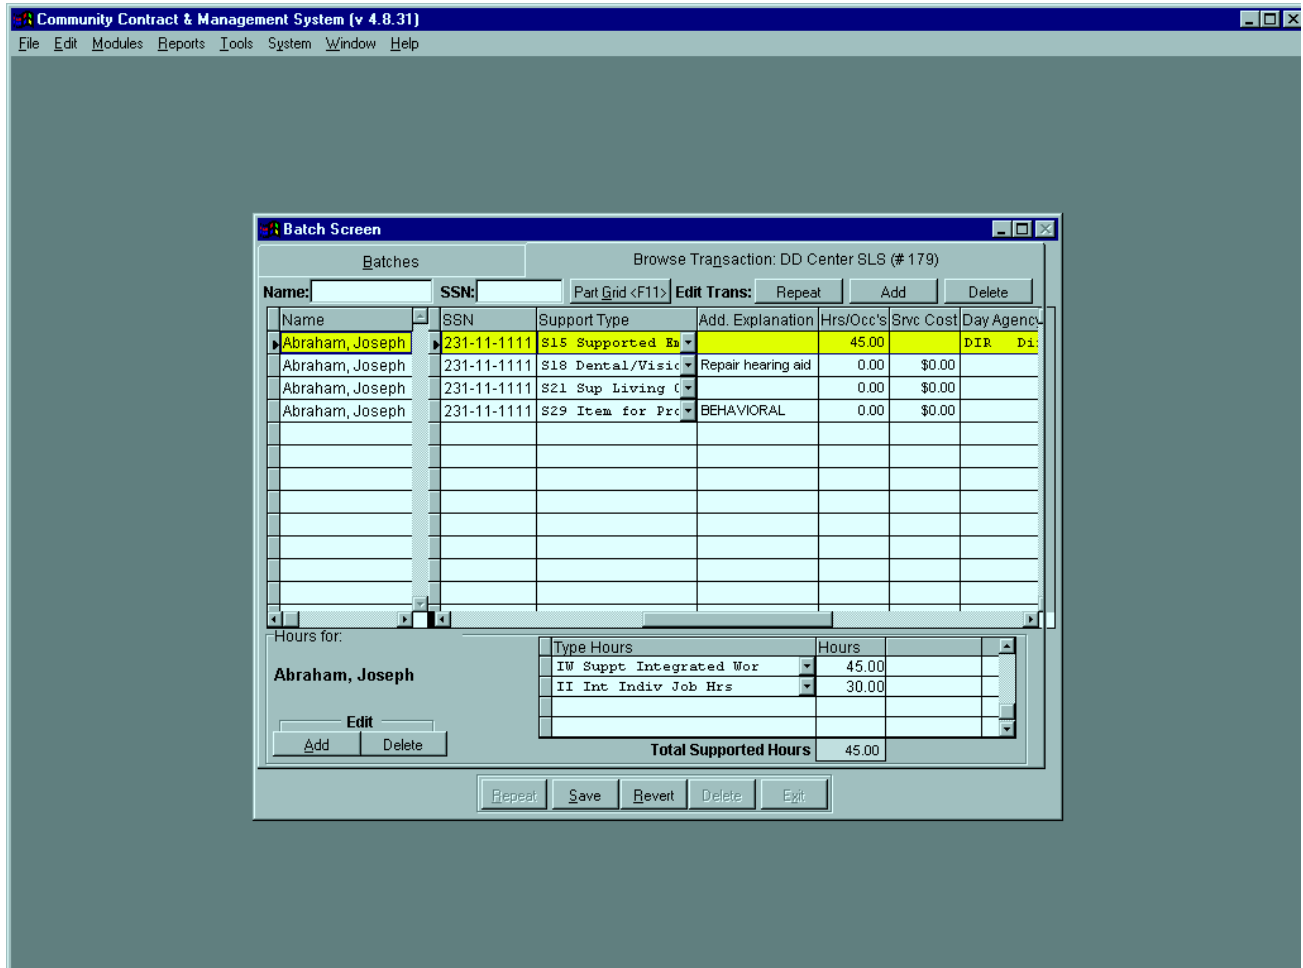 Community Contract & Management System (v 4.8.31)
File Edit Modules Reports Tools System Window Help
Batch Screen
Batches Browse Transaction: DD Center SLS (# 179)
Name: SSN: Part Grid <F11> Edit Trans: Repeat Add Delete
Name SSN Support Type Add. Explanation Hrs/Occ's Srvc Cost Day Agency
Abraham, Joseph 231-11-1111 S15 Supported Em 45.00 DIR Di
Abraham, Joseph 231-11-1111 S18 Dental/Visic Repair hearing aid 0.00 $0.00
Abraham, Joseph 231-11-1111 S21 Sup Living 0.00 $0.00
Abraham, Joseph 231-11-1111 S29 Item for Pro BEHAVIORAL 0.00 $0.00
Hours for:
Type Hours Hours
IW Suppt Integrated Wor 45.00
Abraham, Joseph
II Int Indiv Job Hrs 30.00
Edit
Add Delete
Total Supported Hours 45.00
Repeat Save Revert Delete Exit